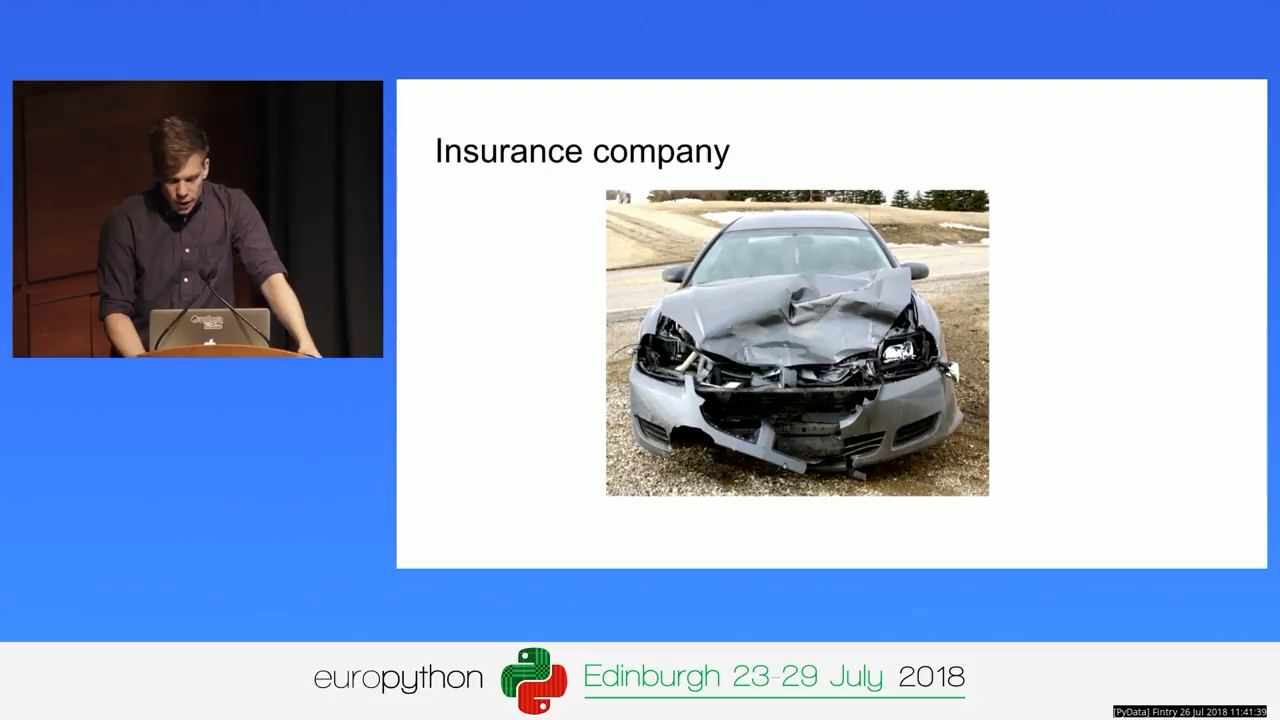 Insurance company
europython
Edinburgh 23-29 July 2018
[PyData] Fintry 26 Jul 2018 11:41:39